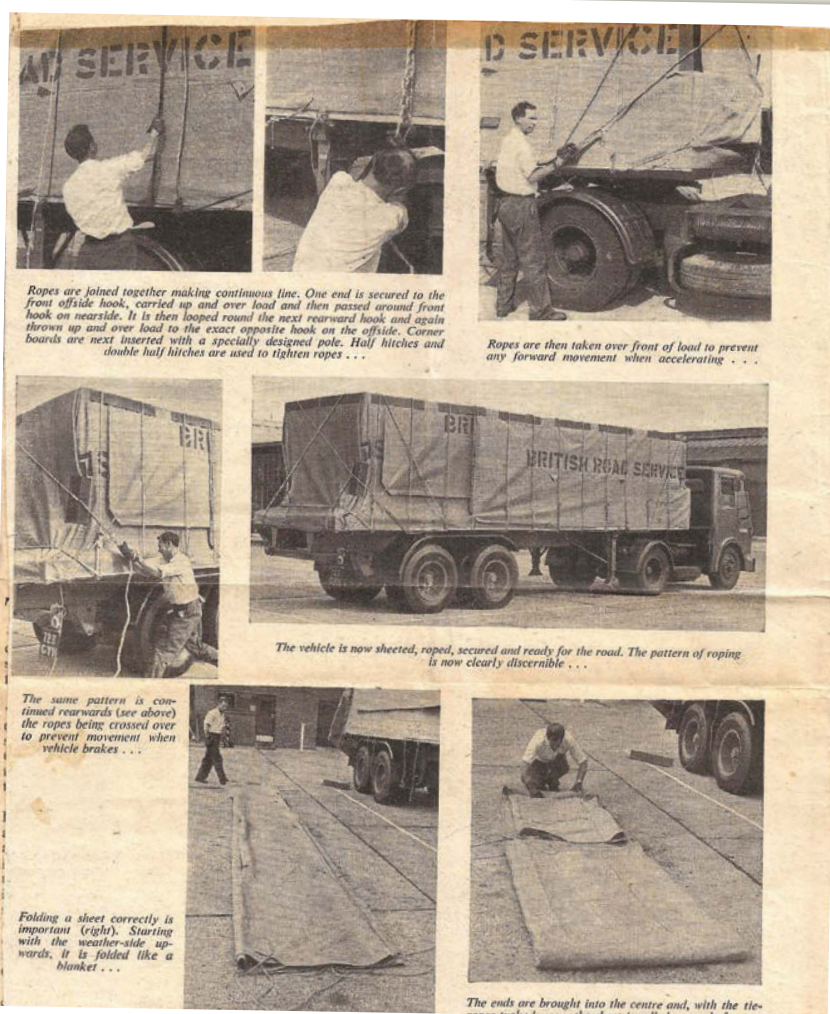 AD SERVICE
D SERVICE
Ropes are joined together making continuous line. One end is secured to the
front offside hook, carried up and over load and then passed around front
hook on nearside. It is then looped round the next rearward hook and again
thrown up and over load to the exact opposite hook on the offside. Corner
boards are next inserted with a specially designed pole. Half hitches and
double half hitches are used to tighten ropes . . .
Ropes are then taken over front of load to prevent
any forward movement when accelerating . . .
BRI
BRI
BRITISH ROAD SERVICE
The vehicle is now sheeted, roped, secured and ready for the road. The pattern of roping
is now clearly discernible . . .
The same pattern is con-
tinued rearwards (see above)
the ropes being crossed over
to prevent movement when
vehicle brakes . . .
Folding a sheet correctly is
important (right). Starting
with the weather-side up-
wards, it is folded like a
blanket . . .
The ends are brought into the centre and, with the tie-